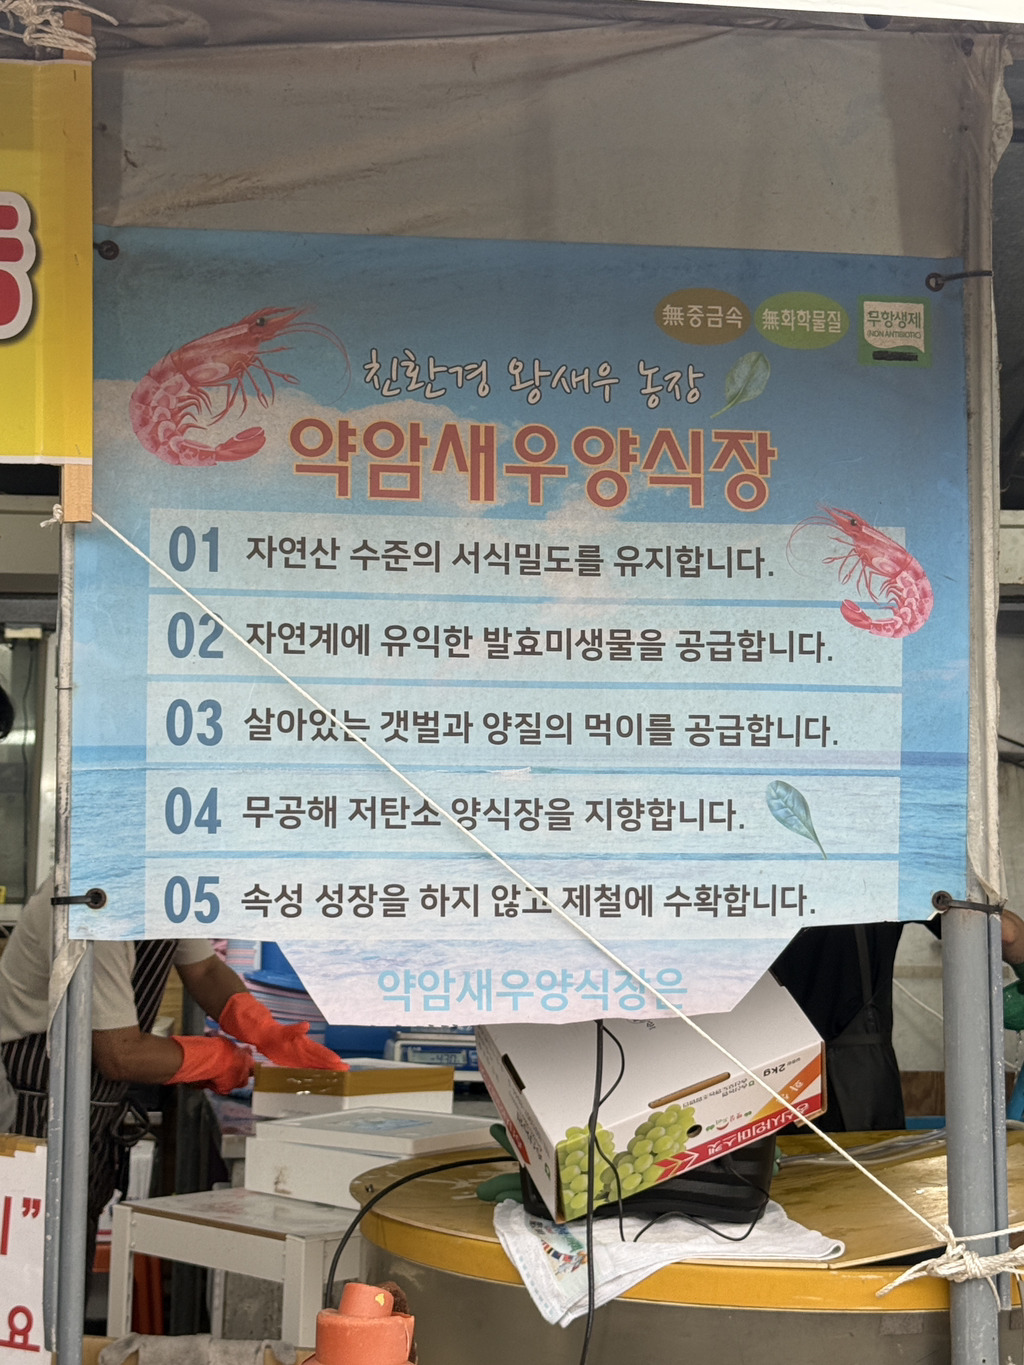 無중금속
無화학물질
무항생제
(NON ANTIBIOTIC)
친환경 왕새우 농장
약암새우양식장
01 자연산 수준의 서식밀도를 유지합니다.
02 자연계에 유익한 발효미생물을 공급합니다.
03 살아있는 갯벌과 양질의 먹이를 공급합니다.
04 무공해 저탄소 양식장을 지향합니다.
05 속성 성장을 하지 않고 제철에 수확합니다.
약암새우양식장은
2kg
요